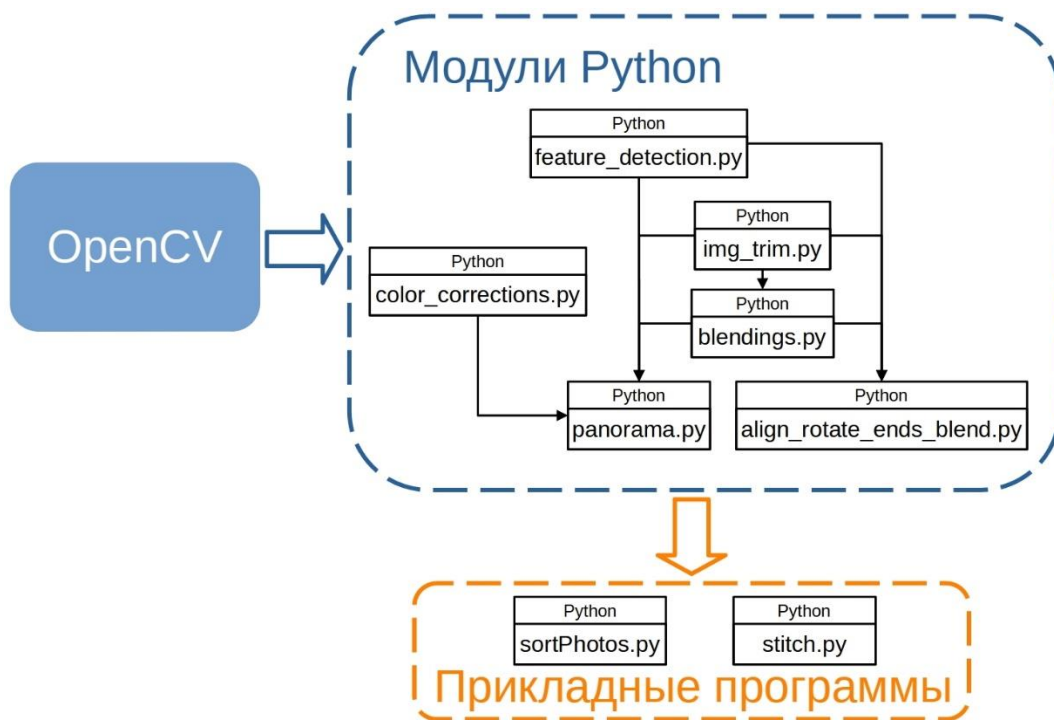 Модули Python
Python
feature_detection.py
OpenCV
Python
img_trim.py
Python
color_corrections.py
Python
blendings.py
Python
panorama.py
Python
align_rotate_ends_blend.py
Python
sortPhotos.py
Python
stitch.py
Прикладные программы